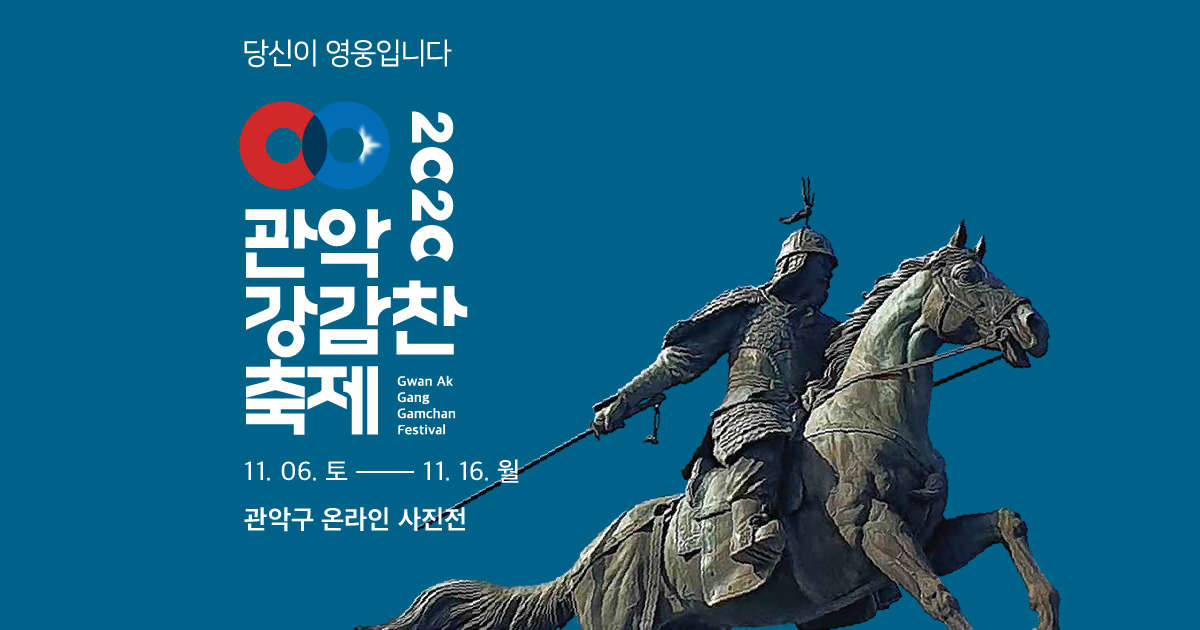 당신이 영웅입니다
2020
관악
강감찬
축제
Gwan Ak
Gang
Gamchan
Festival
11. 06. 토 — 11. 16. 월
관악구 온라인 사진전